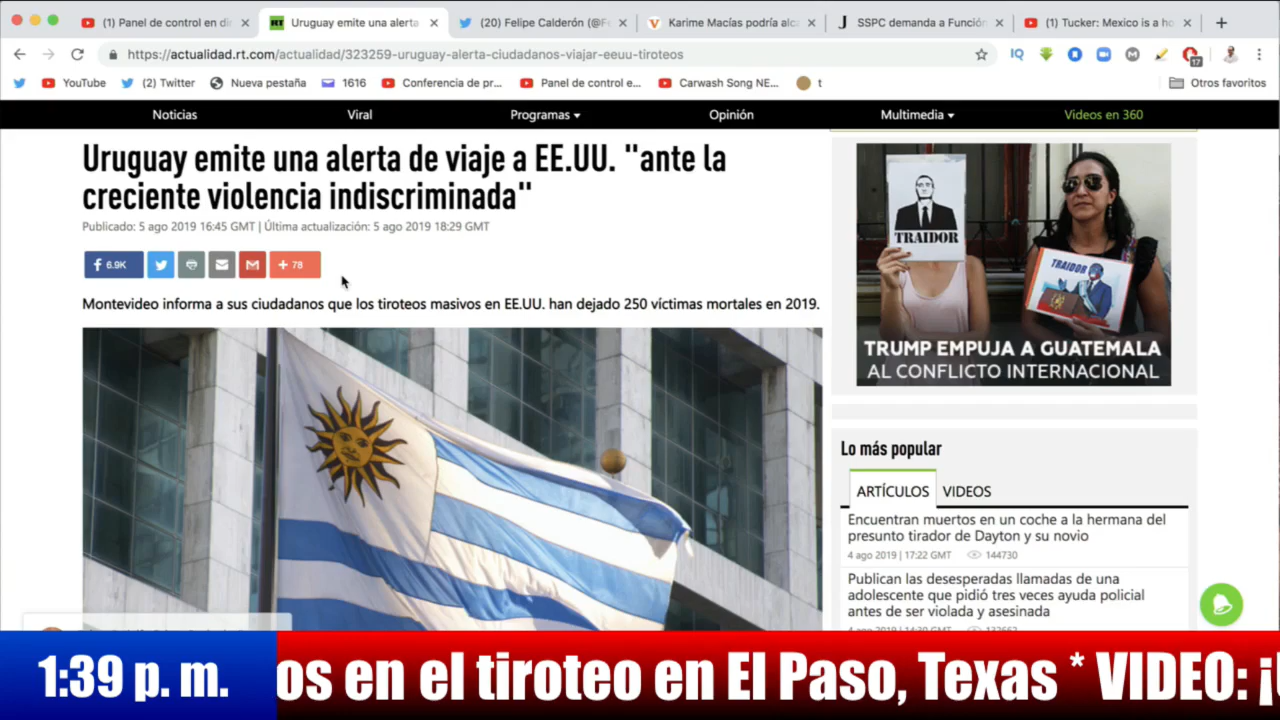 (1) Panel de control en di
Uruguay emite una alerta
(20) Felipe Calderón (@Fe
Karime Macías podría alca
SSPC demanda a Función
(1) Tucker: Mexico is a ho
https://actualidad.rt.com/actualidad/323259-uruguay-alerta-ciudadanos-viajar-eeuu-tiroteos
IQ
17
YouTube
(2) Twitter
Nueva pestaña
1616
Conferencia de pr...
Panel de control e...
Carwash Song NE...
t
Otros favoritos
Noticias
Viral
Programas
Opinión
Multimedia
Videos en 360
Uruguay emite una alerta de viaje a EE.UU. "ante la
creciente violencia indiscriminada"
Publicado: 5 ago 2019 16:45 GMT | Última actualización: 5 ago 2019 18:29 GMT
6.9K
78
Montevideo informa a sus ciudadanos que los tiroteos masivos en EE.UU. han dejado 250 víctimas mortales en 2019.
TRAIDOR
TRAIDOR
TRUMP EMPUJA A GUATEMALA
AL CONFLICTO INTERNACIONAL
Lo más popular
ARTÍCULOS
VIDEOS
Encuentran muertos en un coche a la hermana del
presunto tirador de Dayton y su novio
4 ago 2019 | 17:22 GMT
144730
Publican las desesperadas llamadas de una
adolescente que pidió tres veces ayuda policial
antes de ser violada y asesinada
1:39 p. m.
os en el tiroteo en El Paso, Texas * VIDEO: ¡